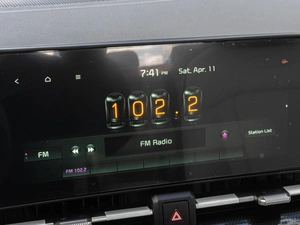 7:41 PM Sat. Apr. 11
102.2
FM Radio
Station List
FM
FM 102.2